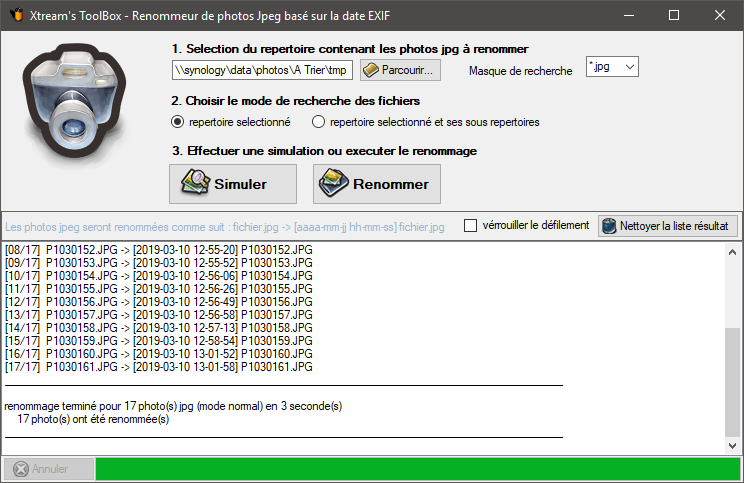 Xtream's ToolBox - Renommeur de photos Jpeg basé sur la date EXIF
1. Selection du repertoire contenant les photos jpg à renommer
\\synology\data\photos\A Trier\tmp Parcourir... Masque de recherche *.jpg
2. Choisir le mode de recherche des fichiers
repertoire selectionné repertoire selectionné et ses sous repertoires
3. Effectuer une simulation ou executer le renommage
Simuler Renommer
Les photos jpeg seront renommées comme suit : fichier.jpg -> [aaaa-mm-jj hh-mm-ss] fichier.jpg vérrouiller le défilement Nettoyer la liste résultat
[08/17] P1030152.JPG -> [2019-03-10 12-55-20] P1030152.JPG
[09/17] P1030153.JPG -> [2019-03-10 12-55-52] P1030153.JPG
[10/17] P1030154.JPG -> [2019-03-10 12-56-06] P1030154.JPG
[11/17] P1030155.JPG -> [2019-03-10 12-56-26] P1030155.JPG
[12/17] P1030156.JPG -> [2019-03-10 12-56-49] P1030156.JPG
[13/17] P1030157.JPG -> [2019-03-10 12-56-58] P1030157.JPG
[14/17] P1030158.JPG -> [2019-03-10 12-57-13] P1030158.JPG
[15/17] P1030159.JPG -> [2019-03-10 12-58-54] P1030159.JPG
[16/17] P1030160.JPG -> [2019-03-10 13-01-52] P1030160.JPG
[17/17] P1030161.JPG -> [2019-03-10 13-01-58] P1030161.JPG
renommage terminé pour 17 photo(s) jpg (mode normal) en 3 seconde(s)
17 photo(s) ont été renommée(s)
Annuler